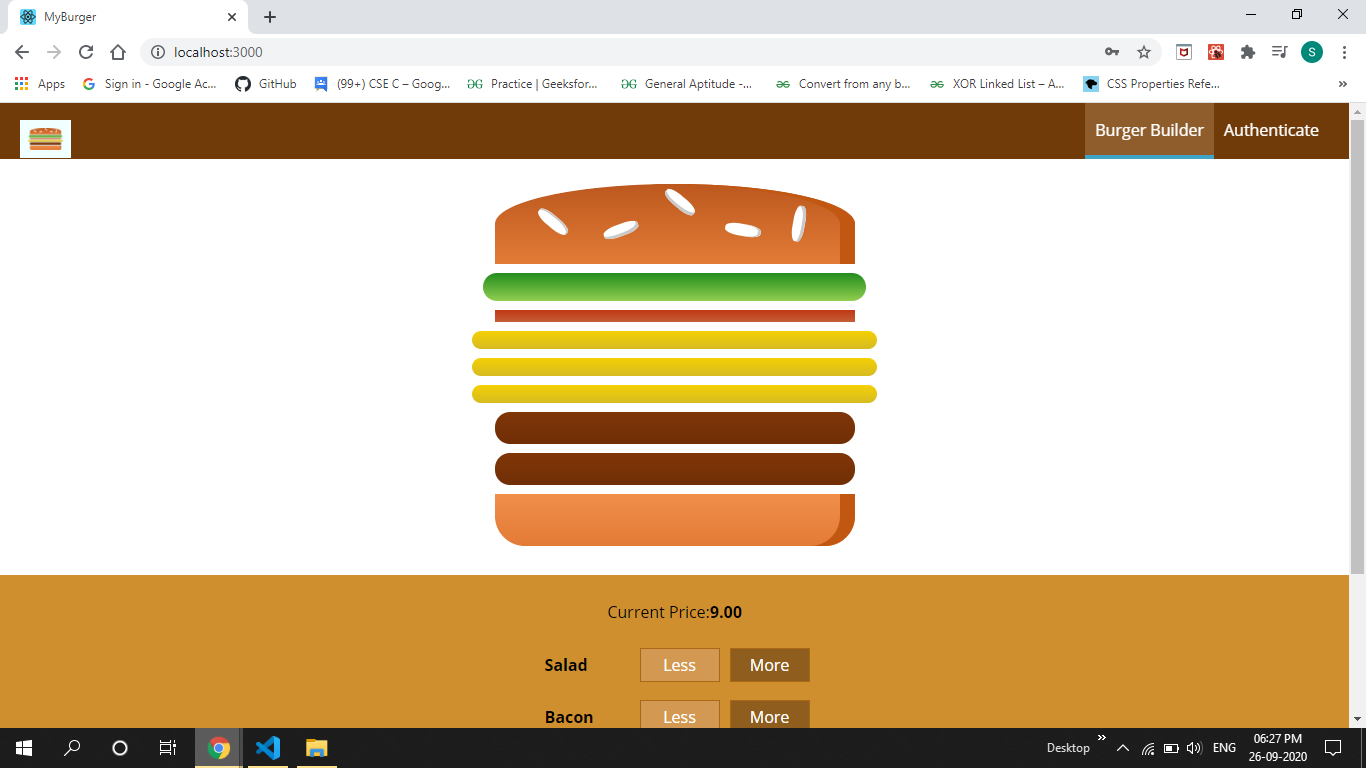 MyBurger
localhost:3000
Apps Sign in - Google Ac... GitHub (99+) CSE C – Goog... Practice | Geeksfor... General Aptitude -... Convert from any b... XOR Linked List – A... CSS Properties Refe... »
S
Burger Builder Authenticate
Current Price:9.00
Salad Less More
Bacon Less More
Desktop » ENG 06:27 PM
26-09-2020